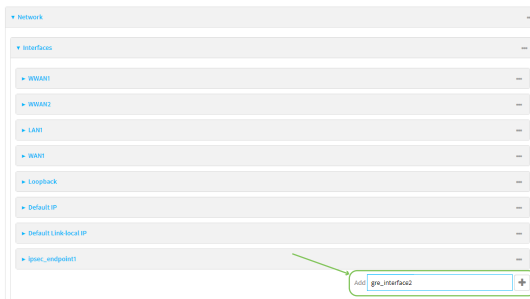 Network
Interfaces
WWAN1
WWAN2
LAN1
WAN1
Loopback
Default IP
Default Link-local IP
ipsec_endpoint1
Add gre_interface2